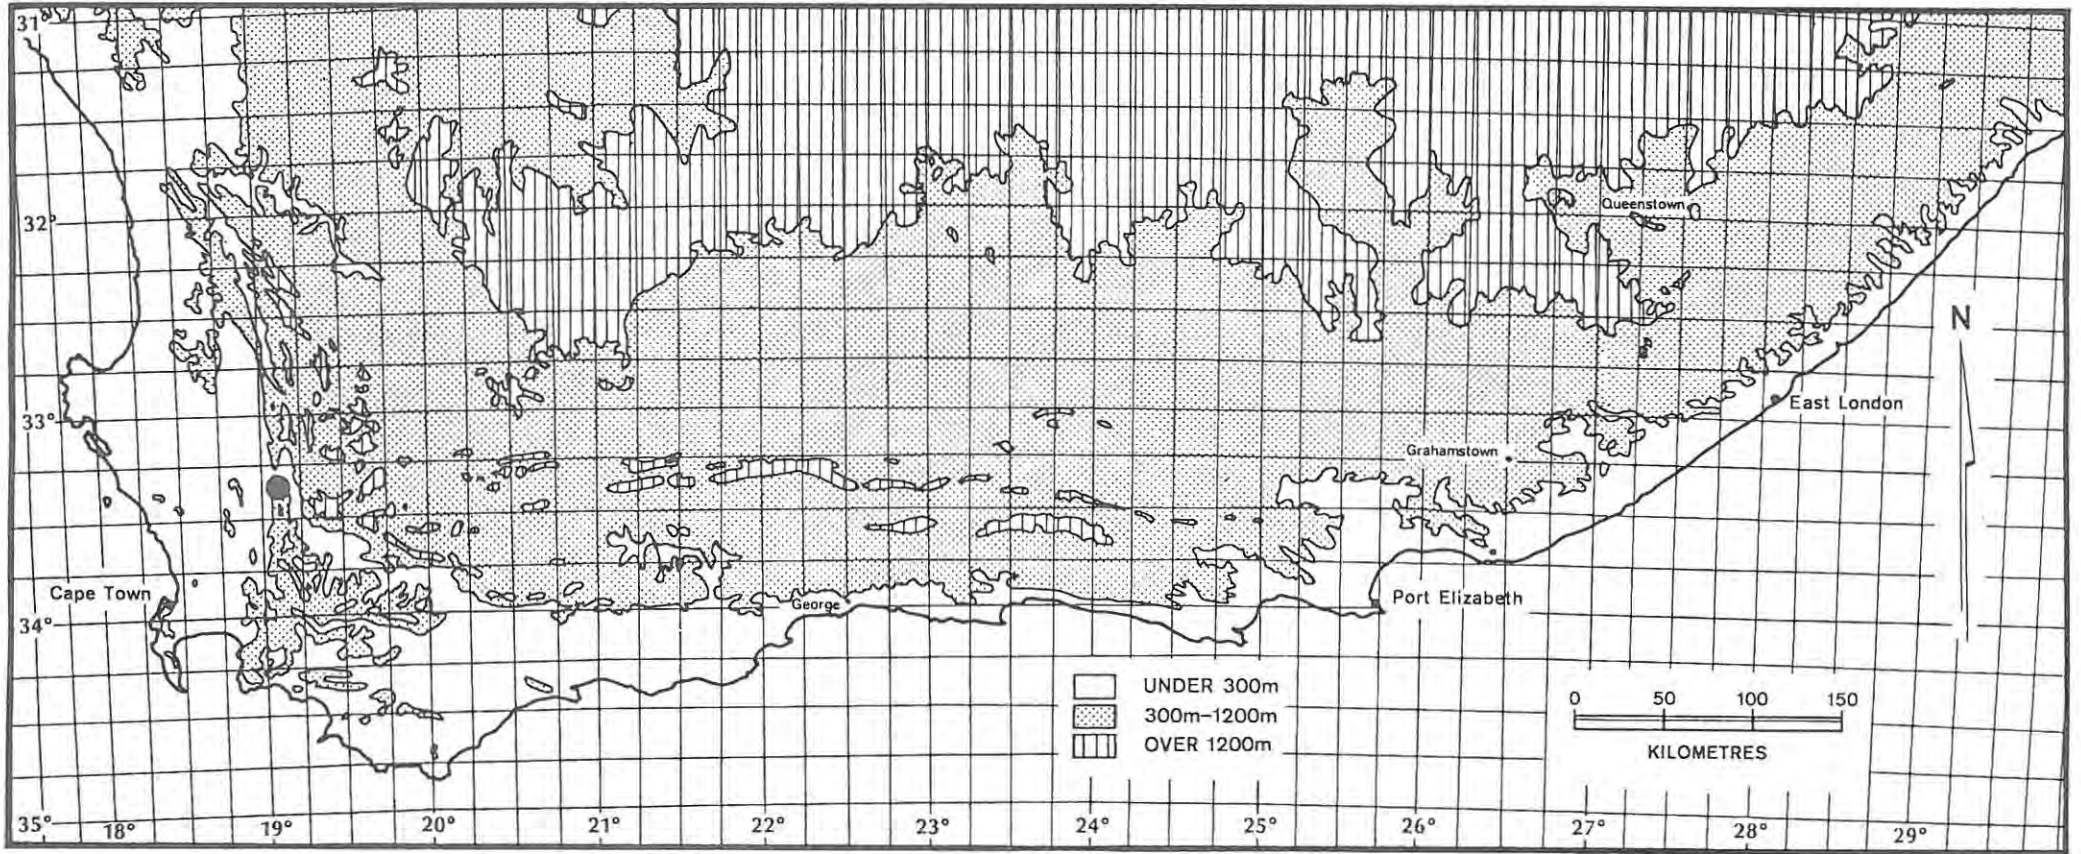 31°
32°
33°
34°
35°
Queenstown
East London
Grahamstown
N
Cape Town
George
Port Elizabeth
UNDER 300m
300m–1200m
OVER 1200m
0 50 100 150
KILOMETRES
18° 19° 20° 21° 22° 23° 24° 25° 26° 27° 28° 29°